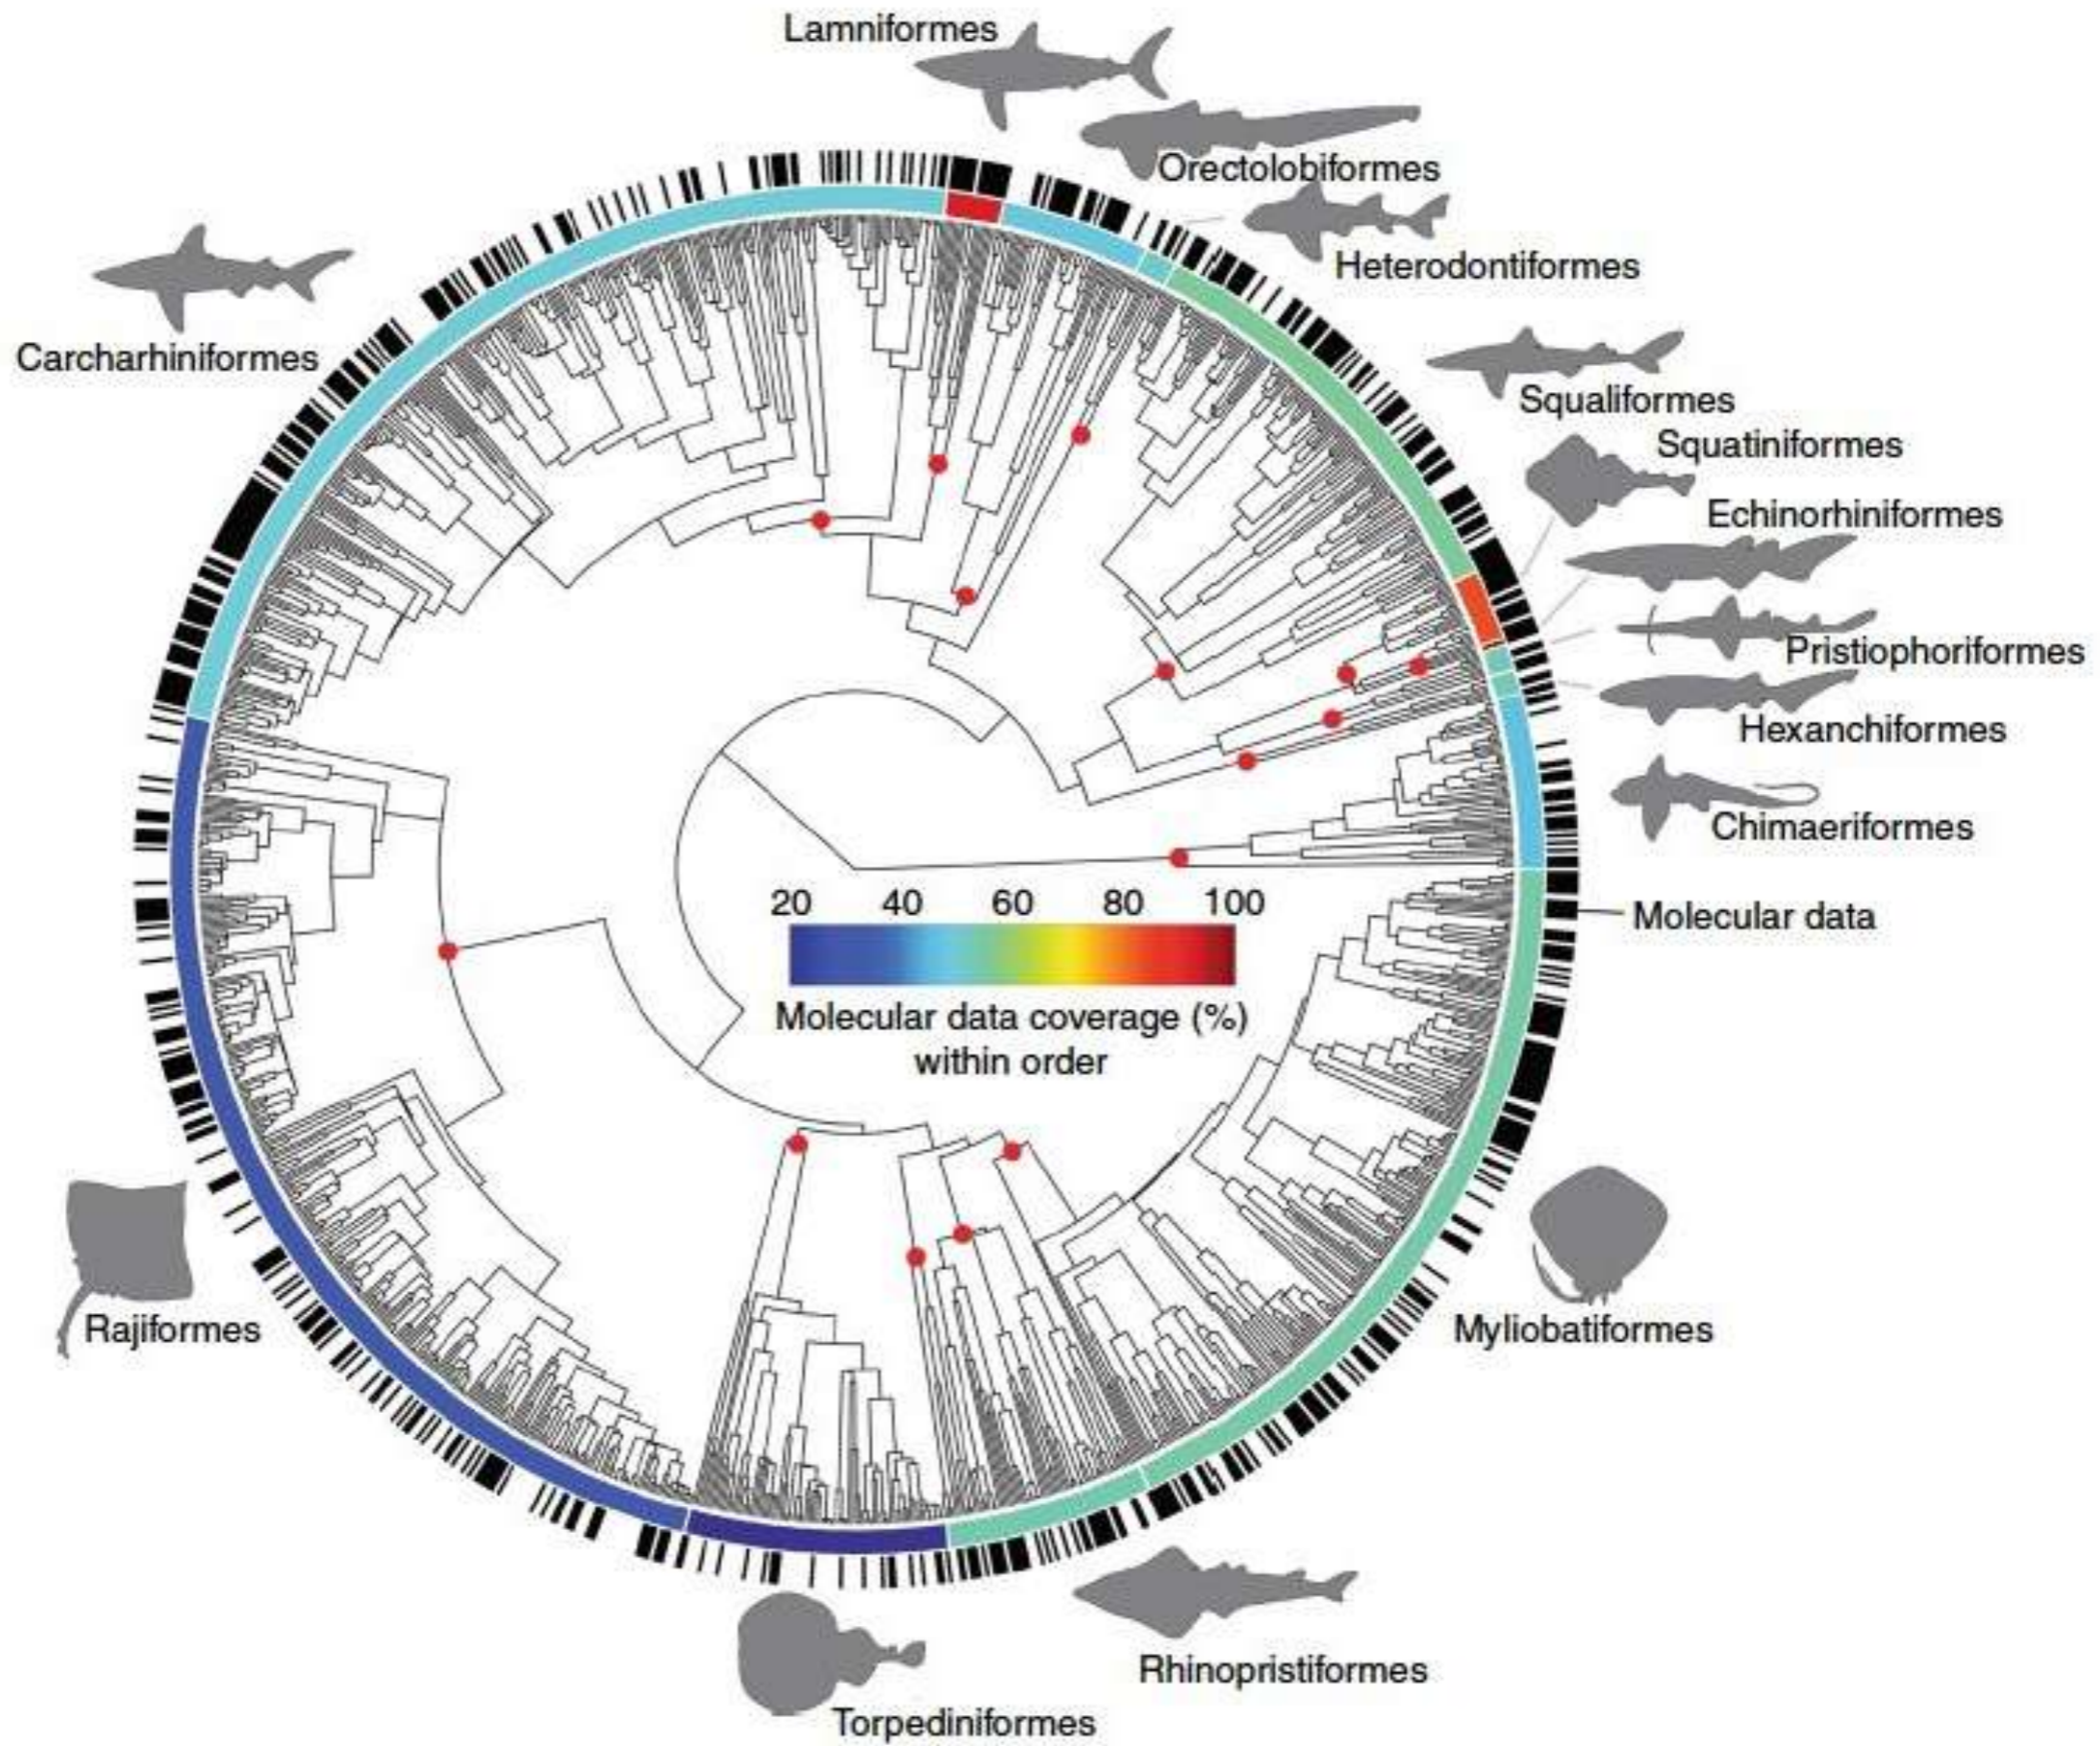 Lamniformes
Orectolobiformes
Heterodontiformes
Carcharhiniformes
Squaliformes
Squatiniformes
Echinorhiniformes
Pristiophoriformes
Hexanchiformes
Chimaeriformes
20 40 60 80 100
Molecular data
Molecular data coverage (%)
within order
Rajiformes
Myliobatiformes
Rhinopristiformes
Torpediniformes